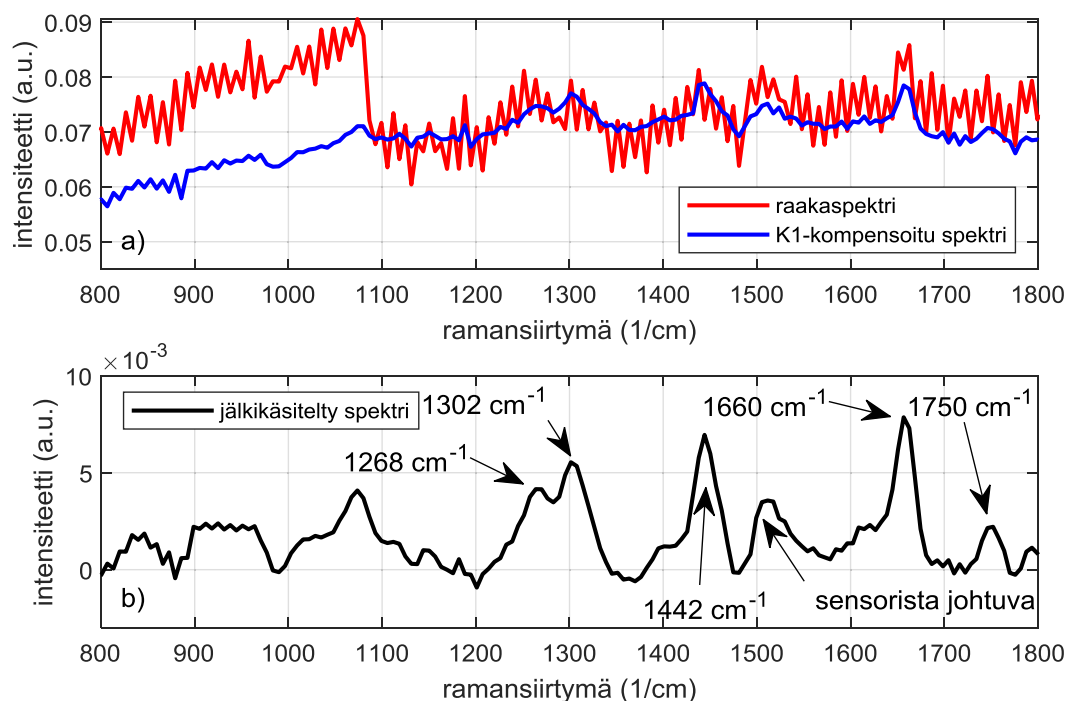 0.09
0.08
0.07
0.06
0.05
intensiteetti (a.u.)
a)
raakaspektri
K1-kompensoitu spektri
800 900 1000 1100 1200 1300 1400 1500 1600 1700 1800
ramansiirtymä (1/cm)
×10⁻³
10
5
0
intensiteetti (a.u.)
jälkikäsitelty spektri
1302 cm⁻¹
1268 cm⁻¹
1660 cm⁻¹
1750 cm⁻¹
1442 cm⁻¹
sensorista johtuva
b)
800 900 1000 1100 1200 1300 1400 1500 1600 1700 1800
ramansiirtymä (1/cm)